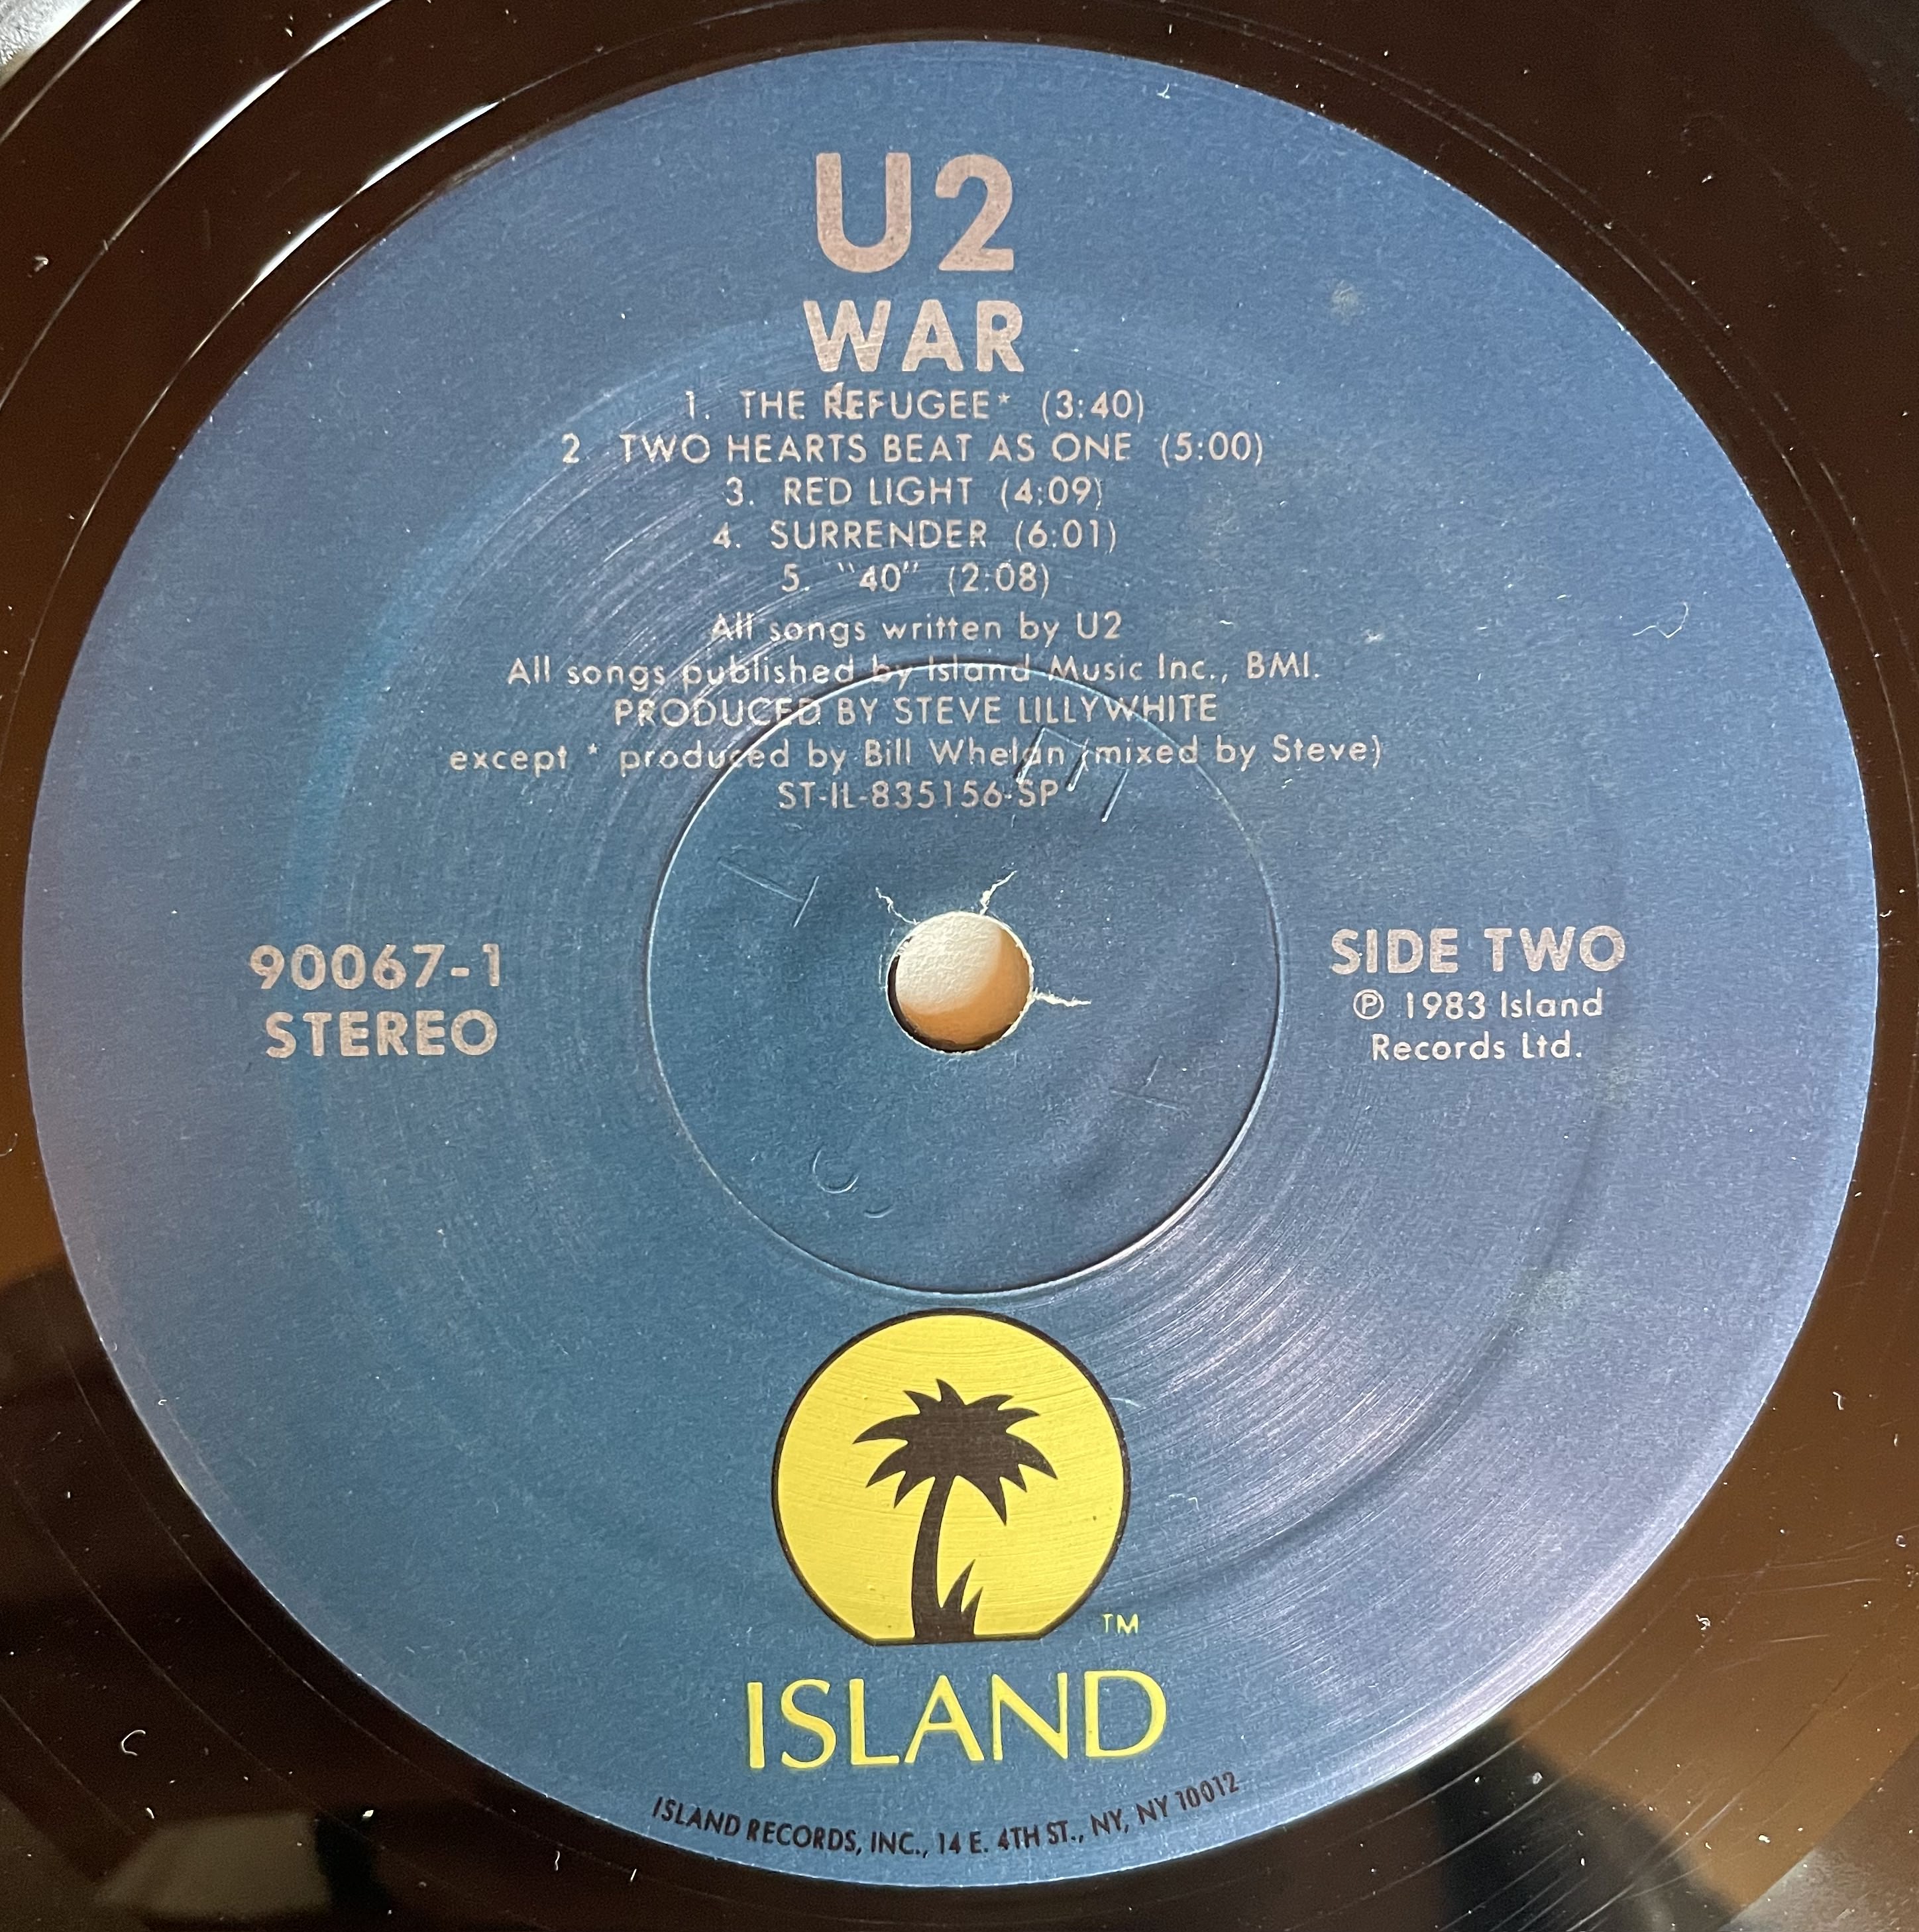 U2
WAR
1. THE REFUGEE* (3:40)
2 TWO HEARTS BEAT AS ONE (5:00)
3. RED LIGHT (4:09)
4. SURRENDER (6:01)
5. "40" (2:08)
All songs written by U2
All songs published by Island Music Inc., BMI.
PRODUCED BY STEVE LILLYWHITE
except * produced by Bill Whelan (mixed by Steve)
ST-IL-835156-SP
90067-1
STEREO
SIDE TWO
℗ 1983 Island
Records Ltd.
TM
ISLAND
ISLAND RECORDS, INC., 14 E. 4TH ST., NY, NY 10012